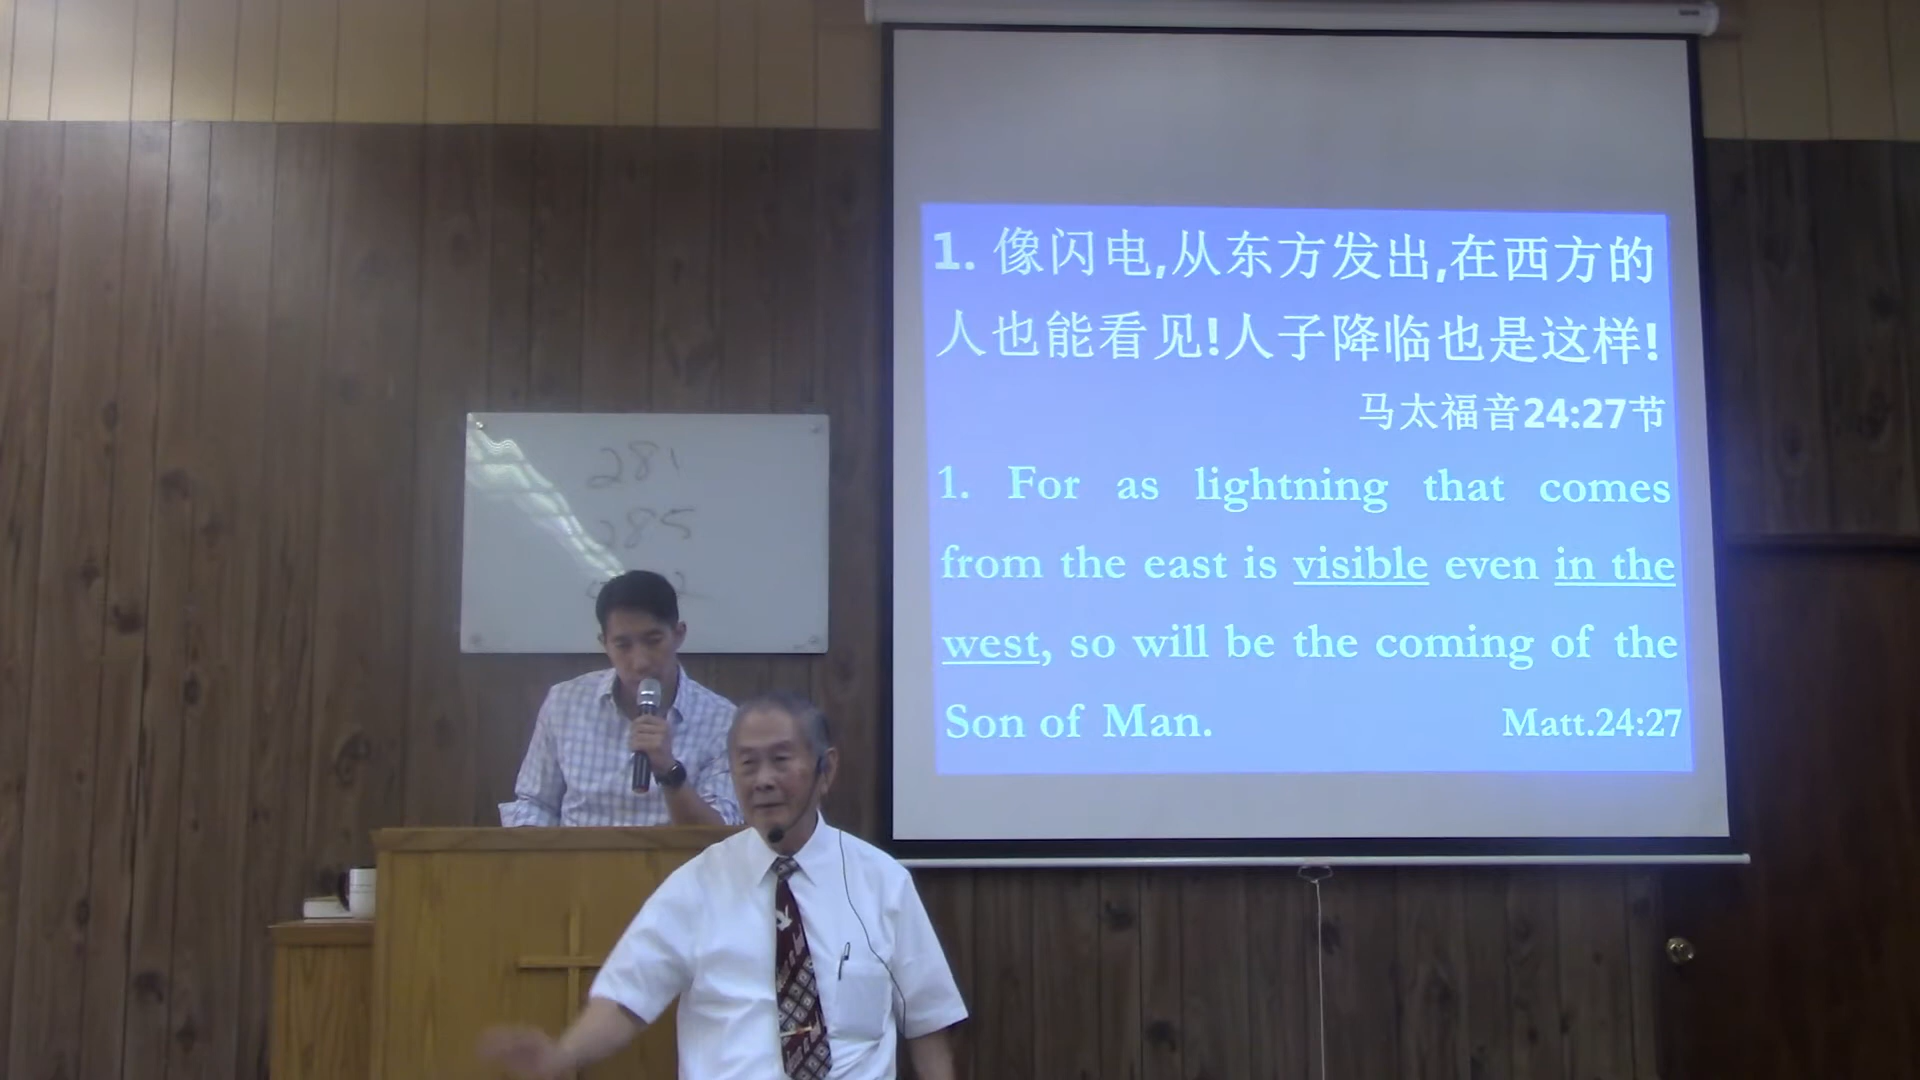 1. 像闪电,从东方发出,在西方的
人也能看见!人子降临也是这样!
马太福音24:27节
1. For as lightning that comes
from the east is visible even in the
west, so will be the coming of the
Son of Man. Matt.24:27
281
285